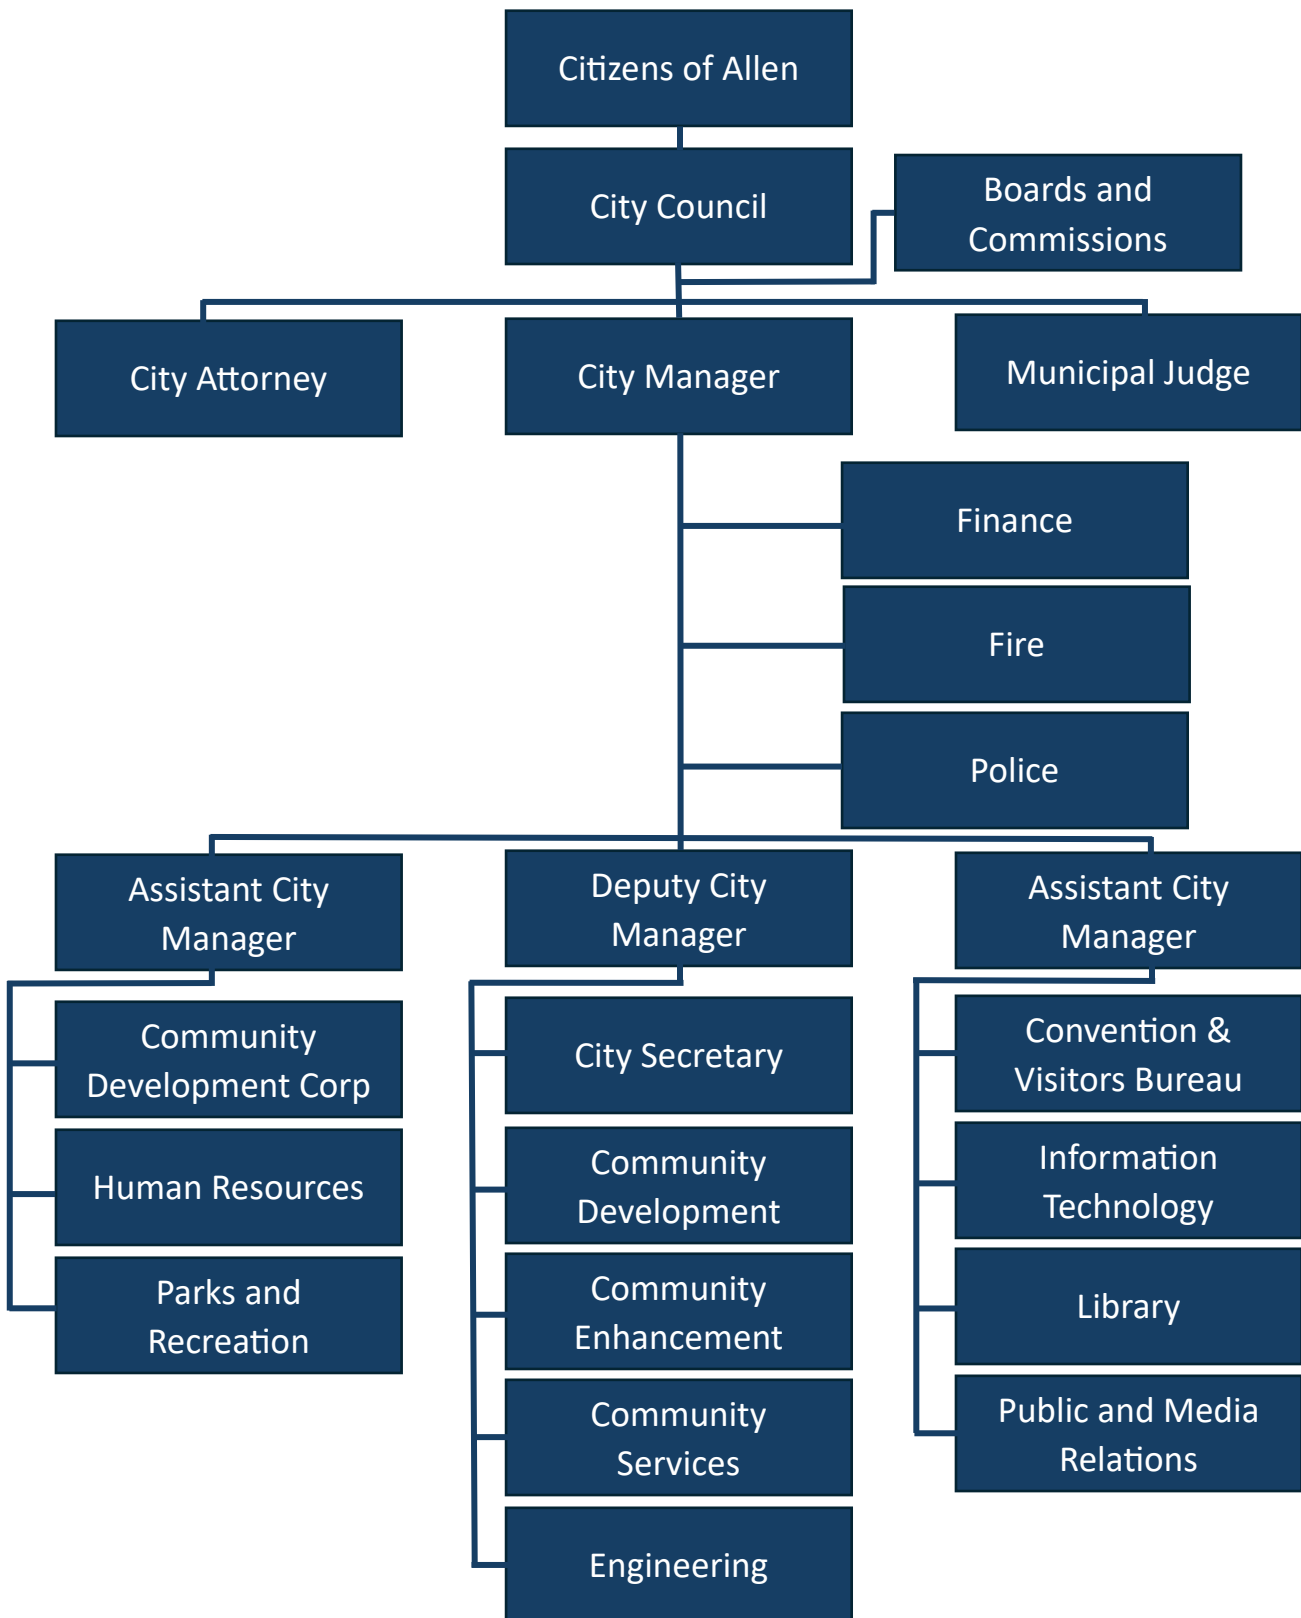 Citizens of Allen
City Council
Boards and
Commissions
City Attorney
City Manager
Municipal Judge
Finance
Fire
Police
Assistant City
Manager
Deputy City
Manager
Assistant City
Manager
Community
Development Corp
Human Resources
Parks and
Recreation
City Secretary
Community
Development
Community
Enhancement
Community
Services
Engineering
Convention &
Visitors Bureau
Information
Technology
Library
Public and Media
Relations